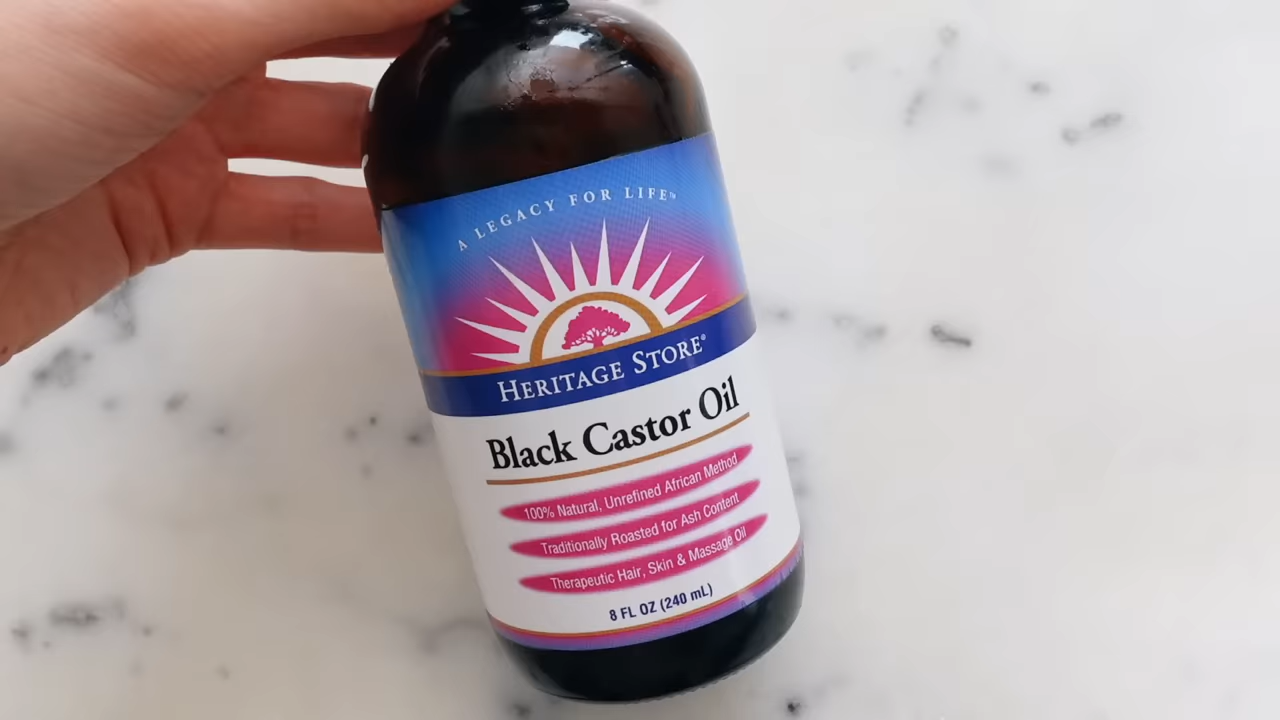 A LEGACY FOR LIFE™
HERITAGE STORE®
Black Castor Oil
100% Natural, Unrefined African Method
Traditionally Roasted for Ash Content
Therapeutic Hair, Skin & Massage Oil
8 FL OZ (240 mL)